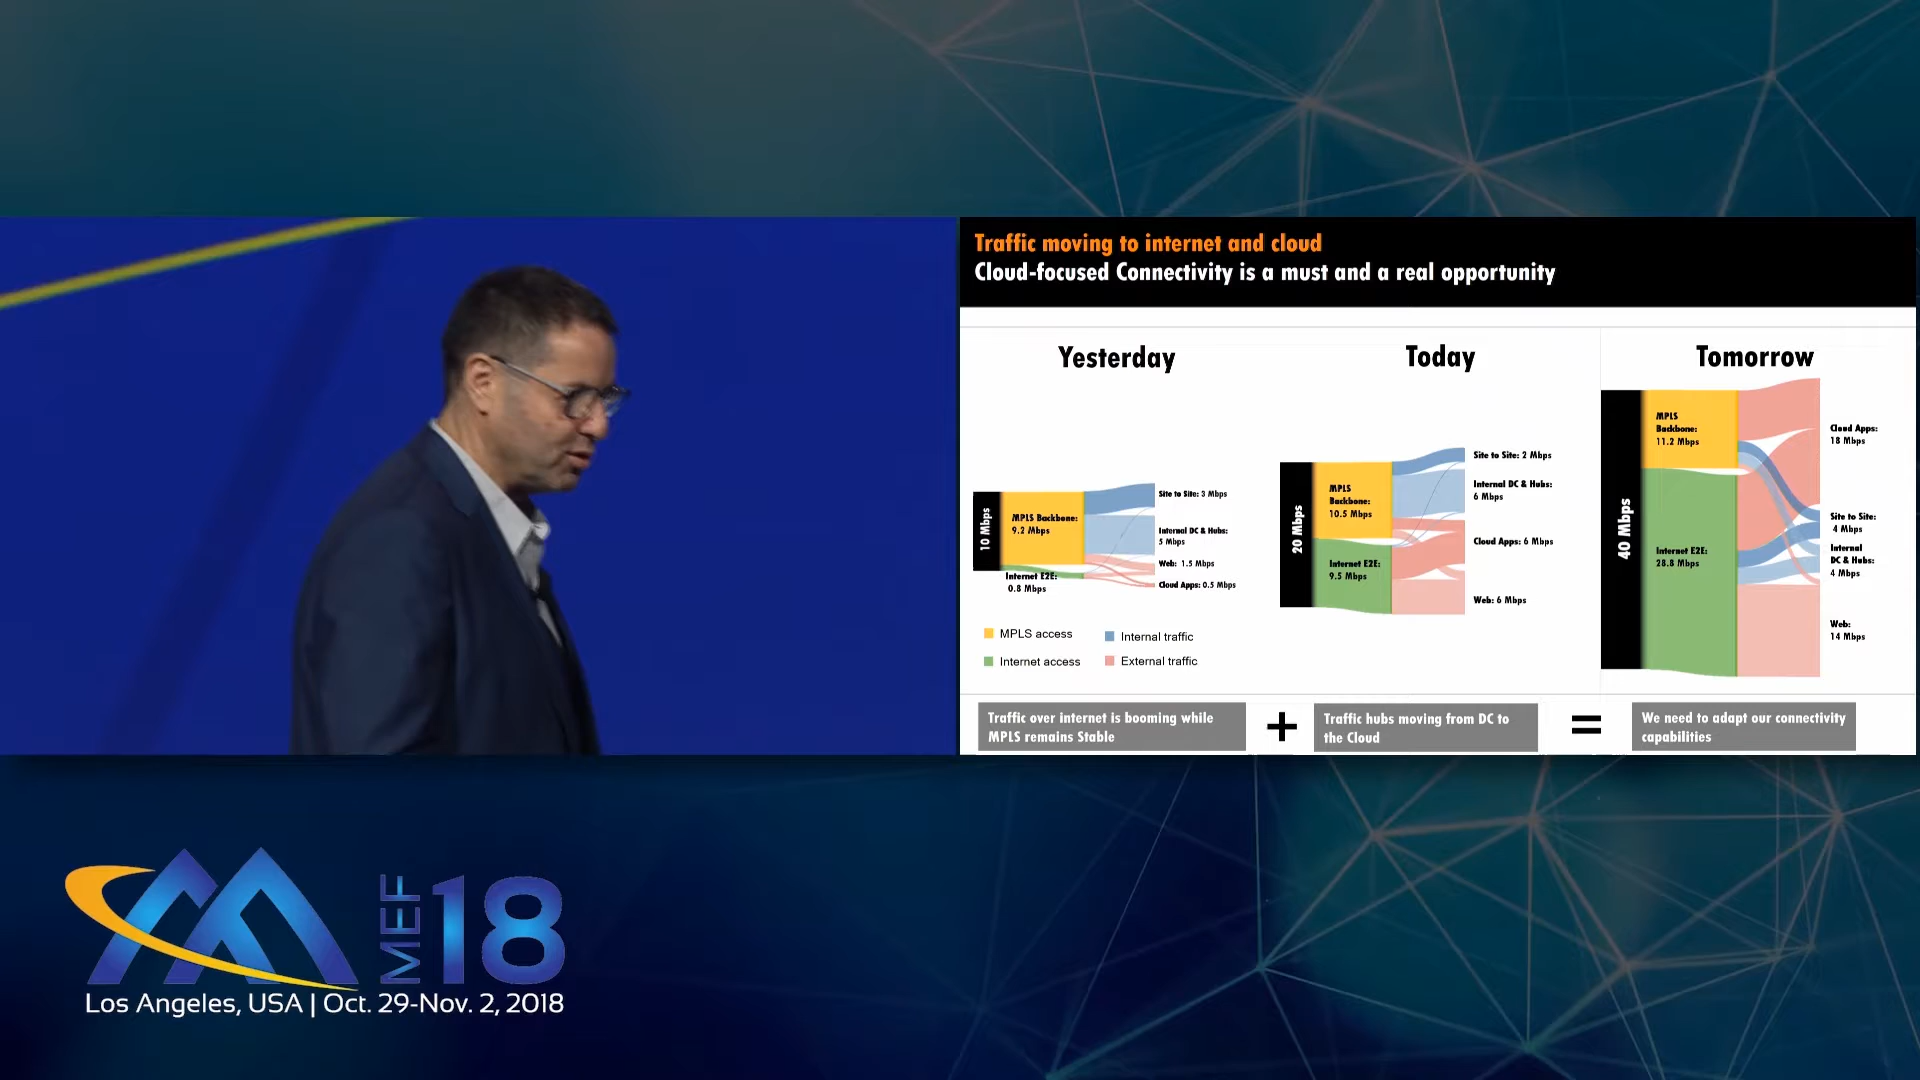 Traffic moving to internet and cloud
Cloud-focused Connectivity is a must and a real opportunity
Yesterday
Today
Tomorrow
10 Mbps
MPLS Backbone:
9.2 Mbps
Internet E2E:
0.8 Mbps
Site to Site: 3 Mbps
Internal DC & Hubs:
5 Mbps
Web: 1.5 Mbps
Cloud Apps: 0.5 Mbps
20 Mbps
MPLS
Backbone:
10.5 Mbps
Internet E2E:
9.5 Mbps
Site to Site: 2 Mbps
Internal DC & Hubs:
6 Mbps
Cloud Apps: 6 Mbps
Web: 6 Mbps
40 Mbps
MPLS
Backbone:
11.2 Mbps
Internet E2E:
28.8 Mbps
Cloud Apps:
18 Mbps
Site to Site:
4 Mbps
Internal
DC & Hubs:
4 Mbps
Web:
14 Mbps
MPLS access
Internal traffic
Internet access
External traffic
Traffic over internet is booming while
MPLS remains Stable
+
Traffic hubs moving from DC to
the Cloud
=
We need to adapt our connectivity
capabilities
MEF 18
Los Angeles, USA | Oct. 29-Nov. 2, 2018